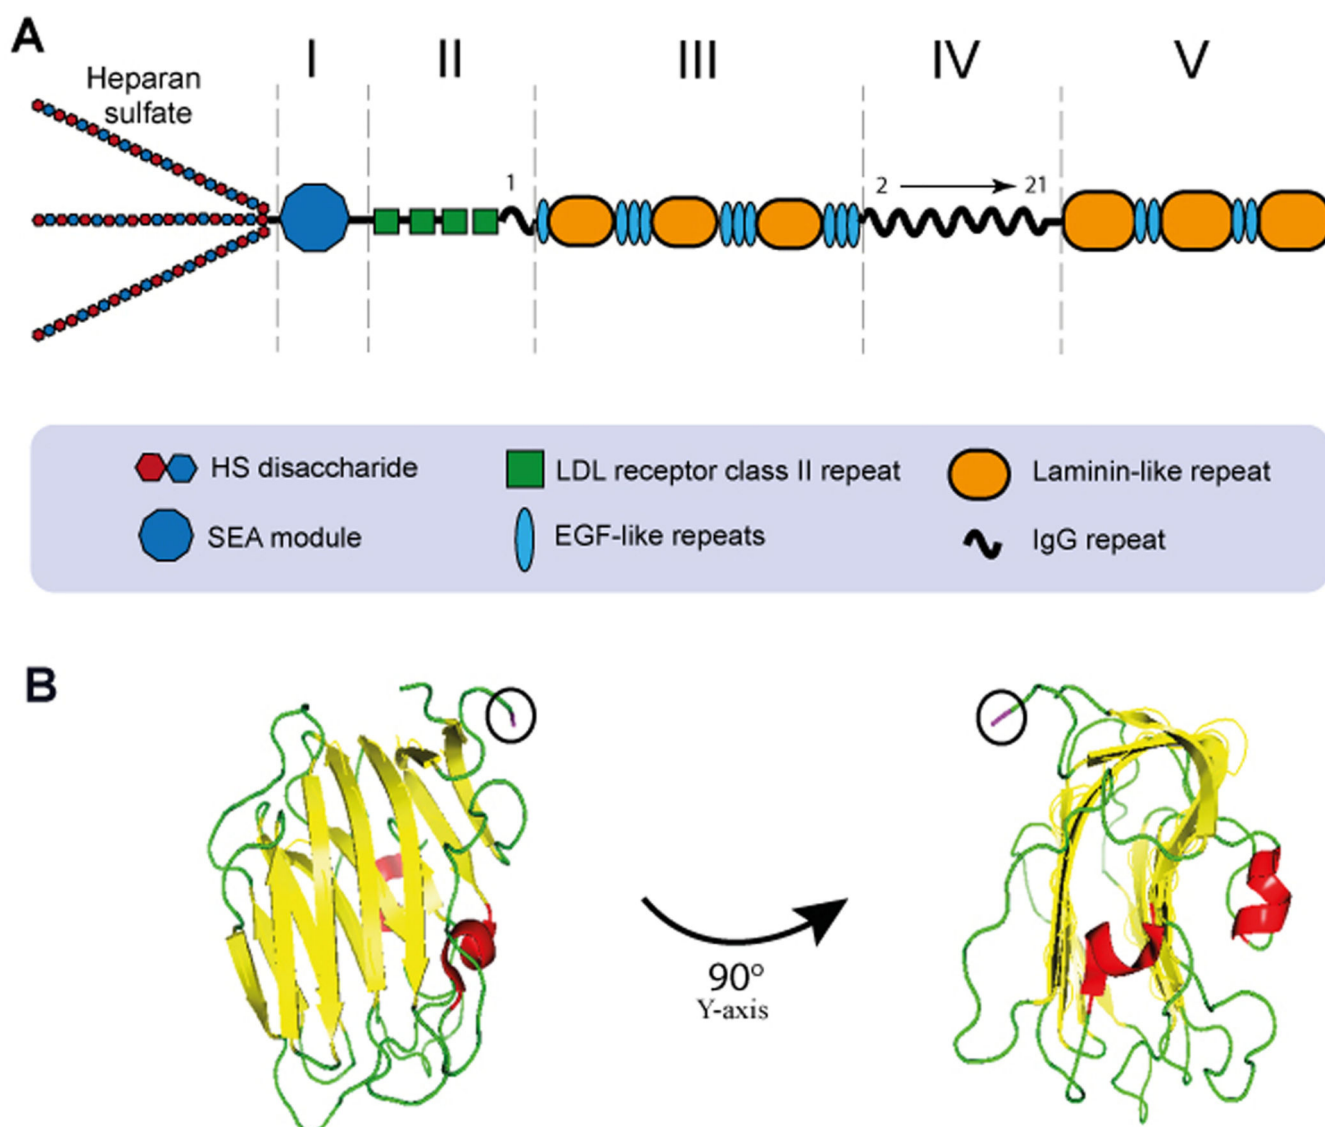 A
I II III IV V
Heparan
sulfate
1
2 21
HS disaccharide
LDL receptor class II repeat
Laminin-like repeat
SEA module
EGF-like repeats
IgG repeat
B
90°
Y-axis